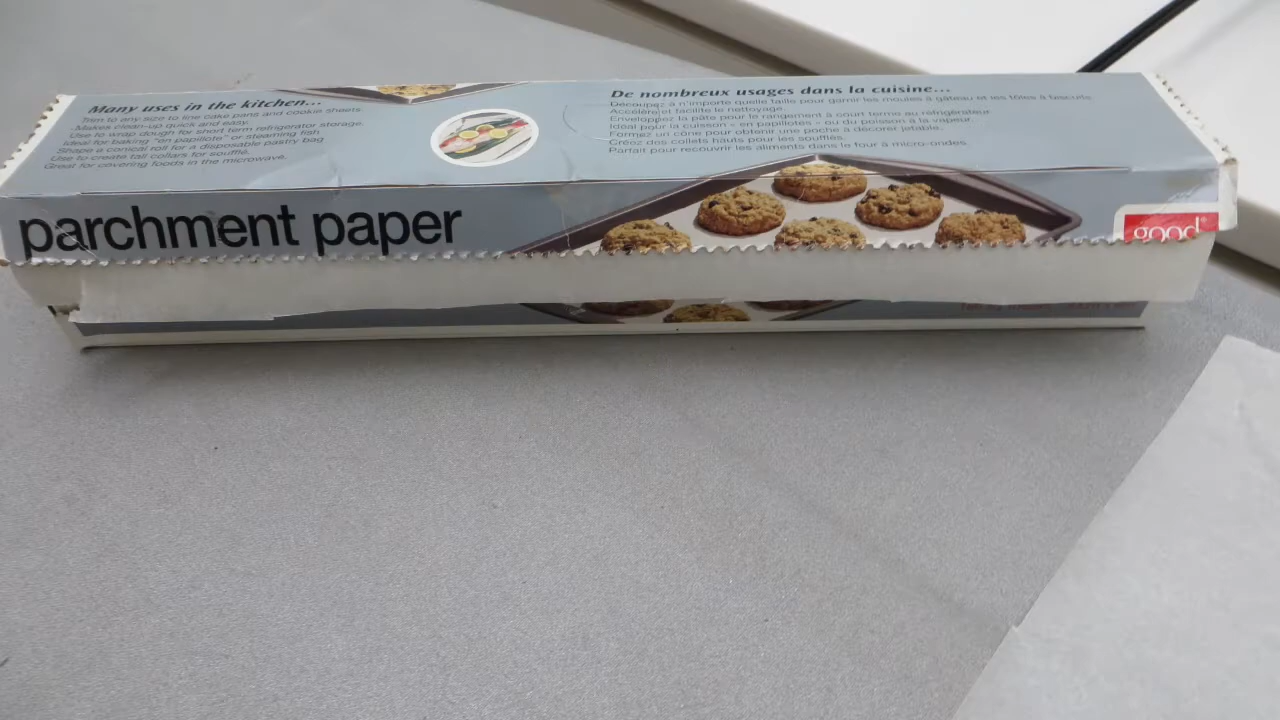 Many uses in the kitchen...
Trim to any size to line cake pans and cookie sheets.
Makes clean-up quick and easy.
Use to wrap dough for short term refrigerator storage.
Ideal for baking "en papillote" or steaming fish.
Shape a conical roll for a disposable pastry bag
Use to create tall collars for soufflé.
Great for covering foods in the microwave.
De nombreux usages dans la cuisine...
Découpez à n'importe quelle taille pour garnir les moules à gâteau et les tôles à biscuits.
Accélère et facilite le nettoyage.
Enveloppez la pâte pour le rangement à court terme au réfrigérateur
Idéal pour la cuisson « en papillotes » ou du poisson à la vapeur.
Formez un cône pour obtenir une poche à décorer jetable.
Créez des collets hauts pour les soufflés.
Parfait pour recouvrir les aliments dans le four à micro-ondes.
parchment paper
good